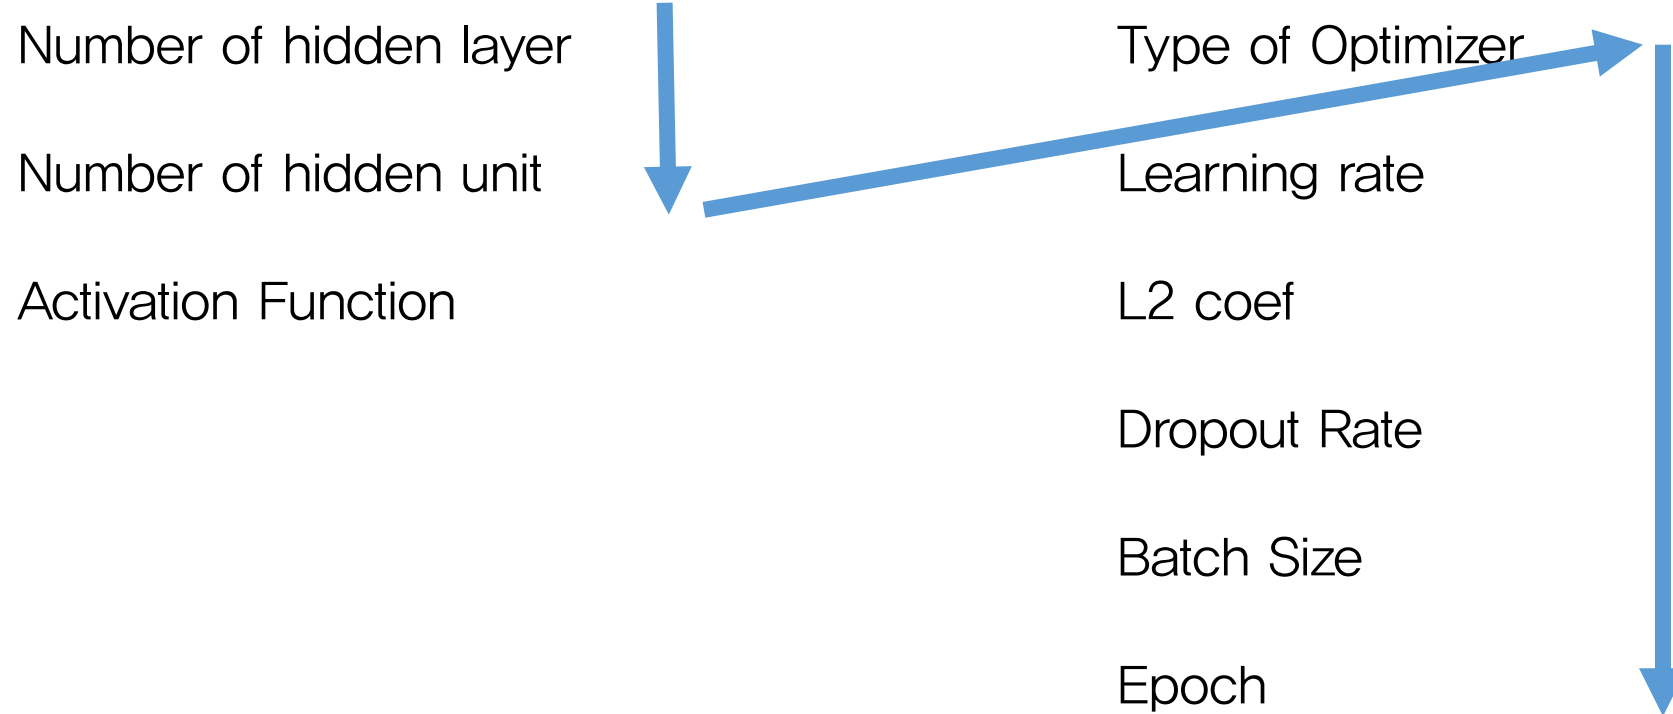 Number of hidden layer
Number of hidden unit
Activation Function
Type of Optimizer
Learning rate
L2 coef
Dropout Rate
Batch Size
Epoch